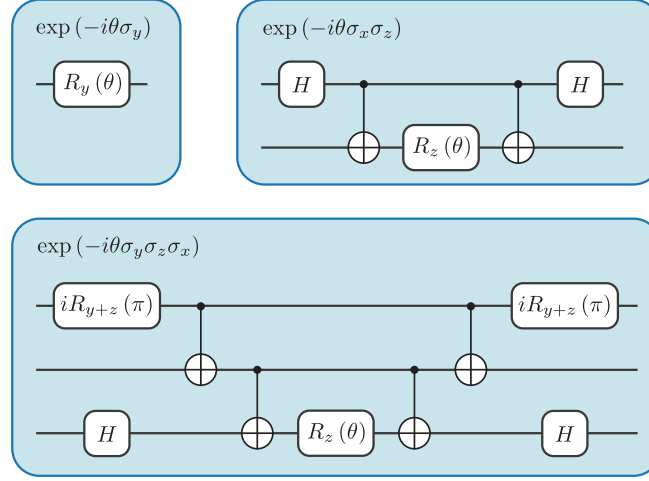 exp (−iθσ_y)
R_y (θ)
exp (−iθσ_xσ_z)
H
H
R_z (θ)
exp (−iθσ_yσ_zσ_x)
iR_{y+z} (π)
iR_{y+z} (π)
H
R_z (θ)
H